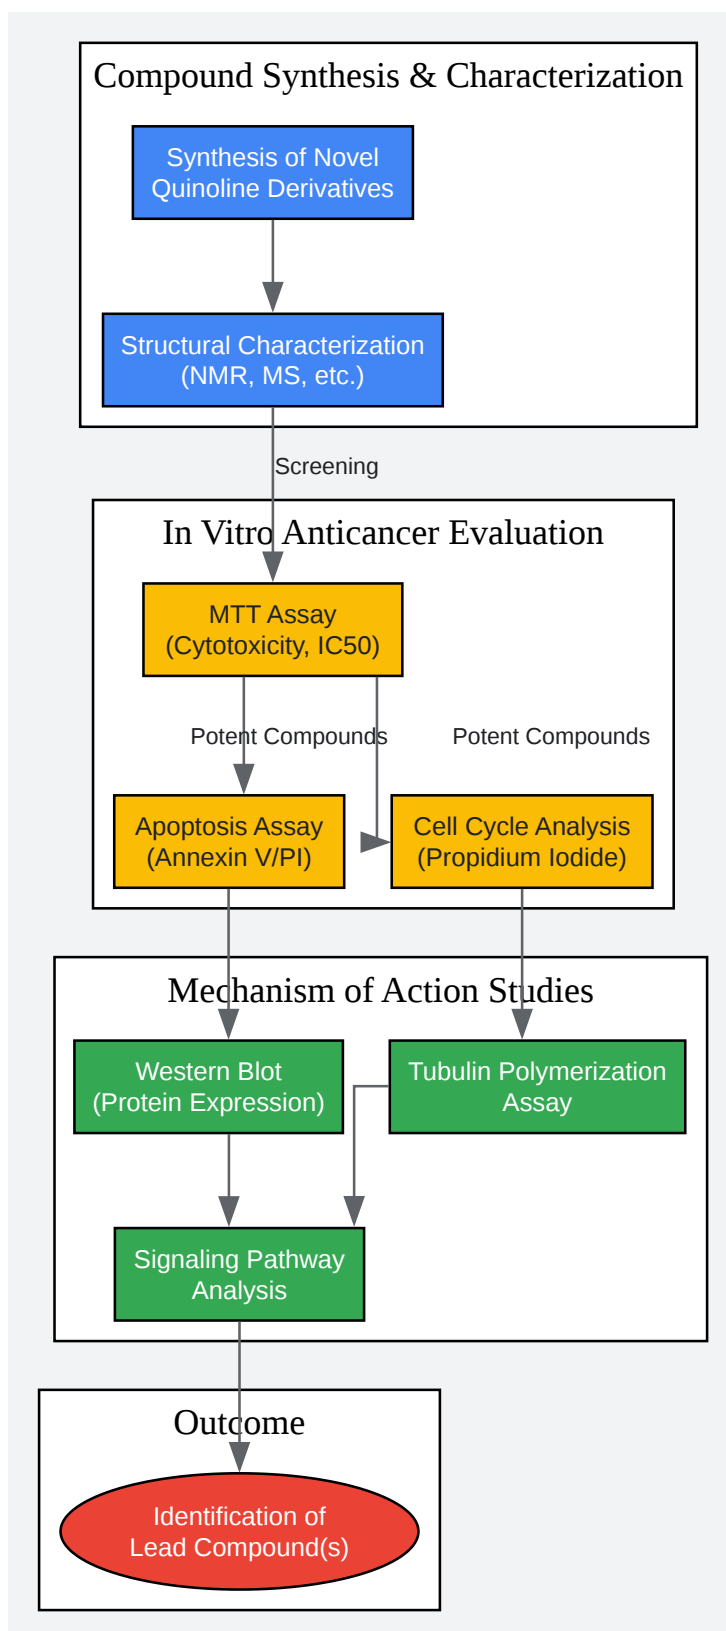 Compound Synthesis & Characterization
Synthesis of Novel
Quinoline Derivatives
Structural Characterization
(NMR, MS, etc.)
Screening
In Vitro Anticancer Evaluation
MTT Assay
(Cytotoxicity, IC50)
Potent Compounds
Potent Compounds
Apoptosis Assay
(Annexin V/PI)
Cell Cycle Analysis
(Propidium Iodide)
Mechanism of Action Studies
Western Blot
(Protein Expression)
Tubulin Polymerization
Assay
Signaling Pathway
Analysis
Outcome
Identification of
Lead Compound(s)